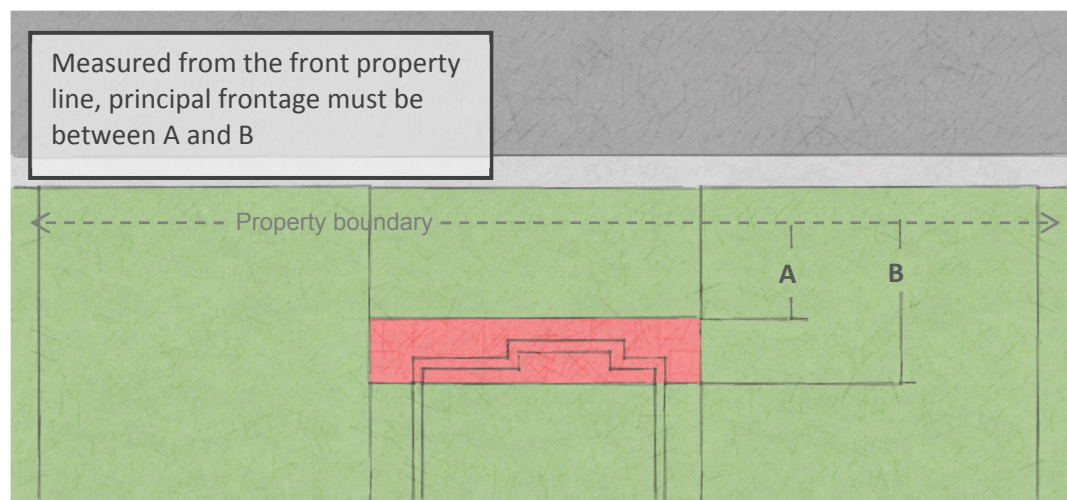 Measured from the front property
line, principal frontage must be
between A and B
Property boundary
A
B